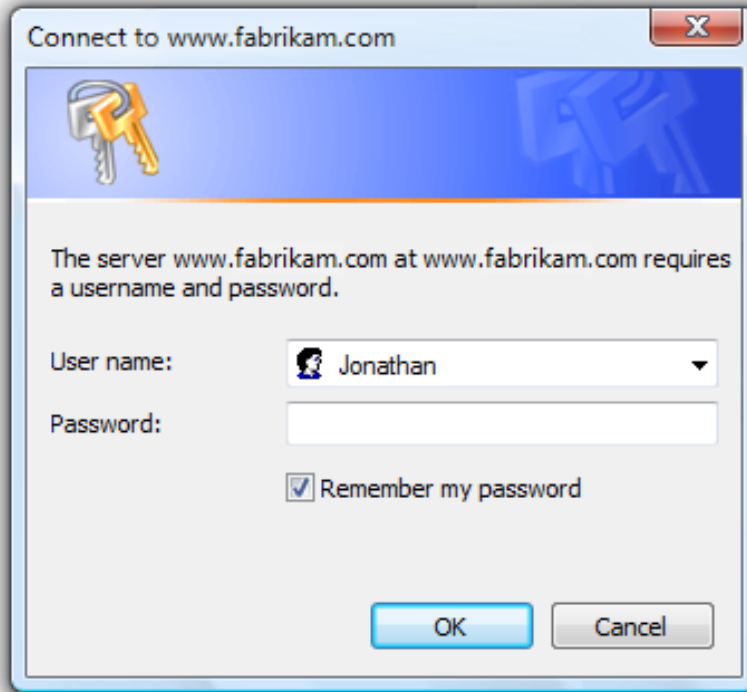 Connect to www.fabrikam.com
The server www.fabrikam.com at www.fabrikam.com requires
a username and password.
User name:
Jonathan
Password:
Remember my password
OK
Cancel